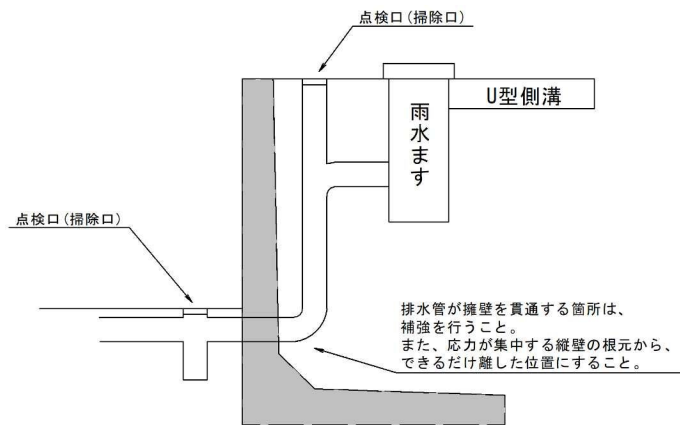 点検口(掃除口)
U型側溝
雨水ます
点検口(掃除口)
排水管が擁壁を貫通する箇所は、
補強を行うこと。
また、応力が集中する縦壁の根元から、
できるだけ離した位置にすること。